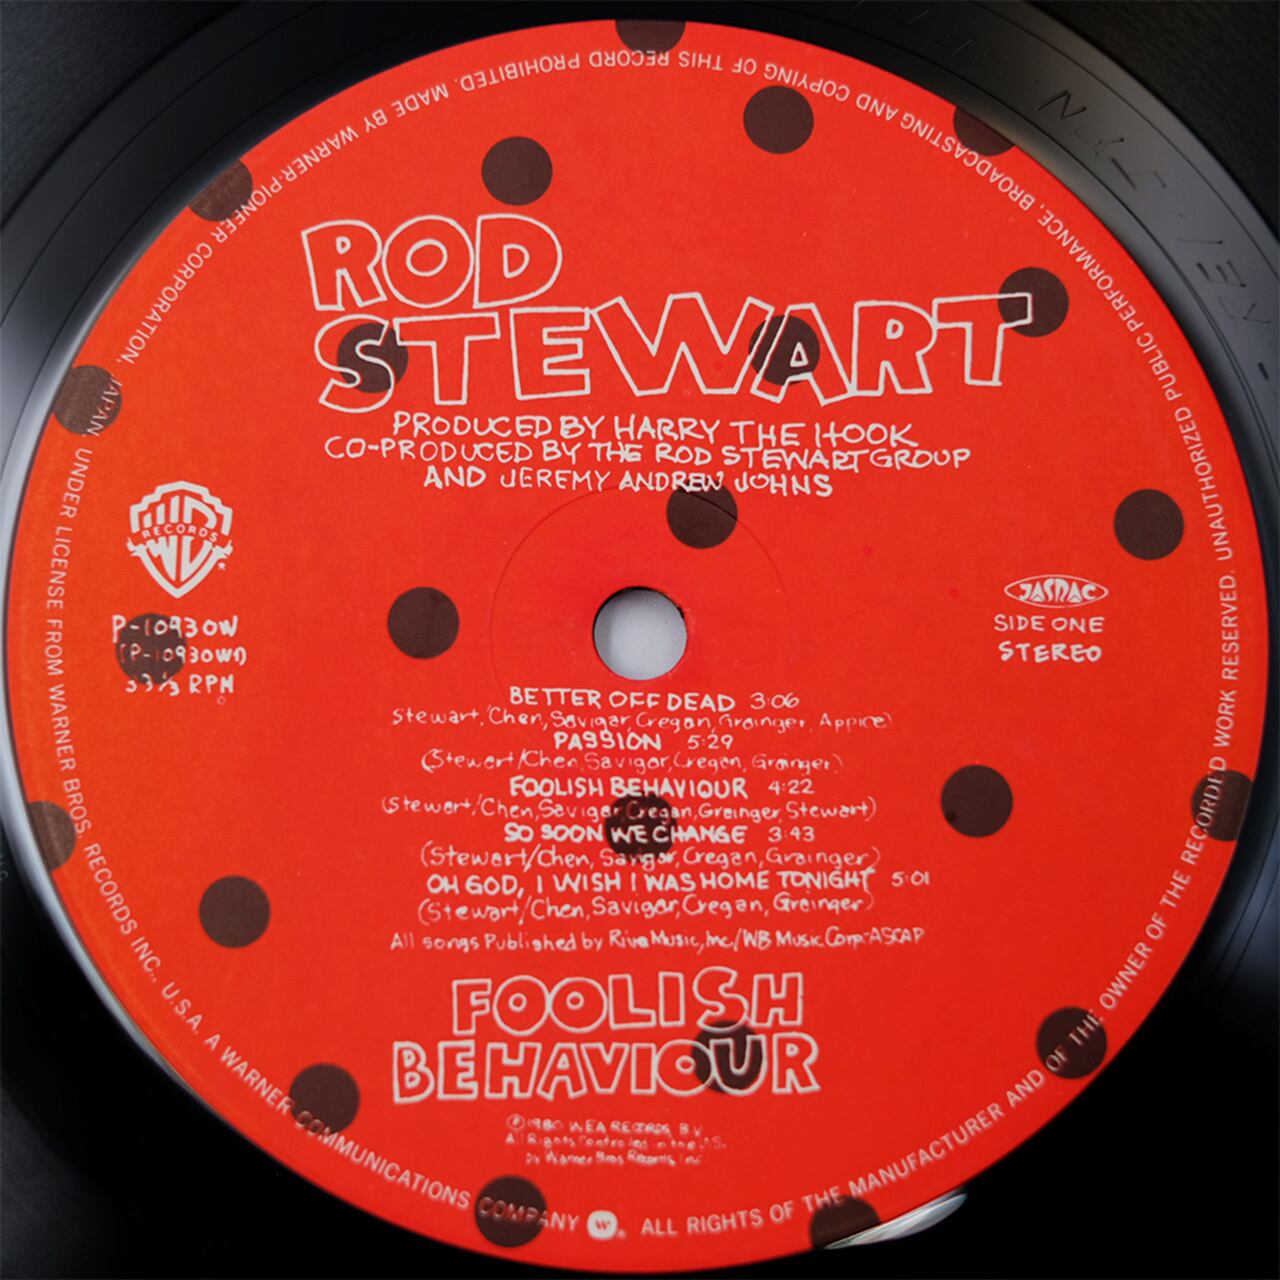 ROD
STEWART
PRODUCED BY HARRY THE HOOK
CO-PRODUCED BY THE ROD STEWART GROUP
AND JEREMY ANDREW JOHNS
RECORDS
P-10930W
(P-10930W1)
33 1/3 RPM
JASRAC
SIDE ONE
STEREO
BETTER OFF DEAD 3:06
Stewart/Chen, Savigar, Cregan, Grainger, Appice)
PASSION 5:29
(Stewart/Chen, Savigar, Cregan, Grainger)
FOOLISH BEHAVIOUR 4:22
(Stewart/Chen, Savigar, Cregan, Grainger, Stewart)
SO SOON WE CHANGE 3:43
(Stewart/Chen, Savigar, Cregan, Grainger)
OH GOD, I WISH I WAS HOME TONIGHT 5:01
(Stewart/Chen, Savigar, Cregan, Grainger)
All songs Published by Riva Music, Inc./WB Music Corp.-ASCAP
FOOLISH
BEHAVIOUR
Ⓟ1980 WEA RECORDS, B.V.
All Rights Controlled in the U.S.
by Warner Bros Records, Inc
ALL RIGHTS OF THE MANUFACTURER AND OF THE OWNER OF THE RECORDED WORK RESERVED. UNAUTHORIZED PUBLIC PERFORMANCE, BROADCASTING AND COPYING OF THIS RECORD PROHIBITED. MADE BY WARNER-PIONEER CORPORATION, JAPAN, UNDER LICENSE FROM WARNER BROS. RECORDS INC., U.S.A. A WARNER COMMUNICATIONS COMPANY